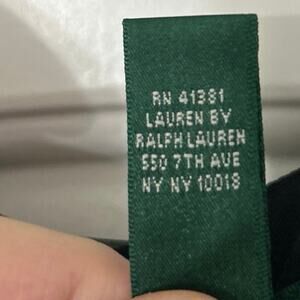 RN 41381
LAUREN BY
RALPH LAUREN
550 7TH AVE
NY NY 10018